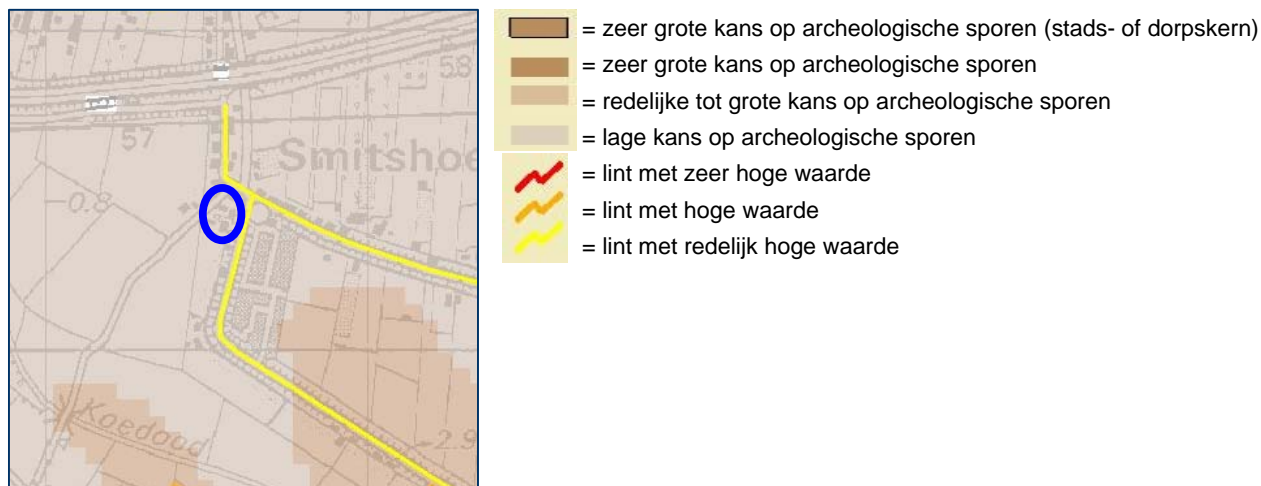 58
57
Smitshoe
-0.8
Koedood
-2.9
= zeer grote kans op archeologische sporen (stads- of dorpskern)
= zeer grote kans op archeologische sporen
= redelijke tot grote kans op archeologische sporen
= lage kans op archeologische sporen
= lint met zeer hoge waarde
= lint met hoge waarde
= lint met redelijk hoge waarde